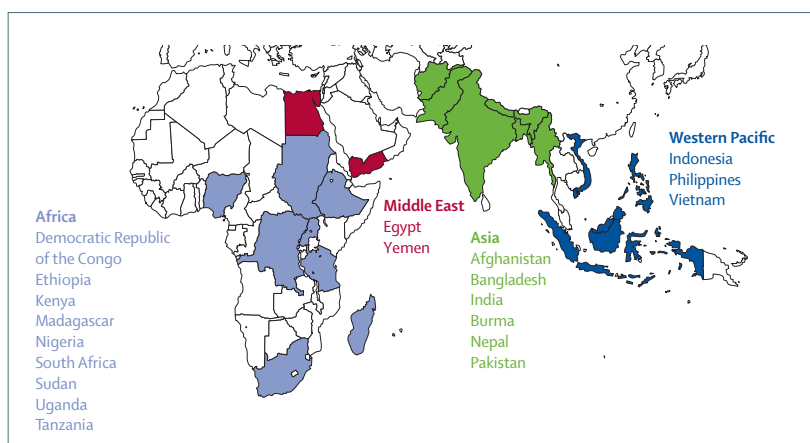 Africa
Democratic Republic
of the Congo
Ethiopia
Kenya
Madagascar
Nigeria
South Africa
Sudan
Uganda
Tanzania
Middle East
Egypt
Yemen
Asia
Afghanistan
Bangladesh
India
Burma
Nepal
Pakistan
Western Pacific
Indonesia
Philippines
Vietnam